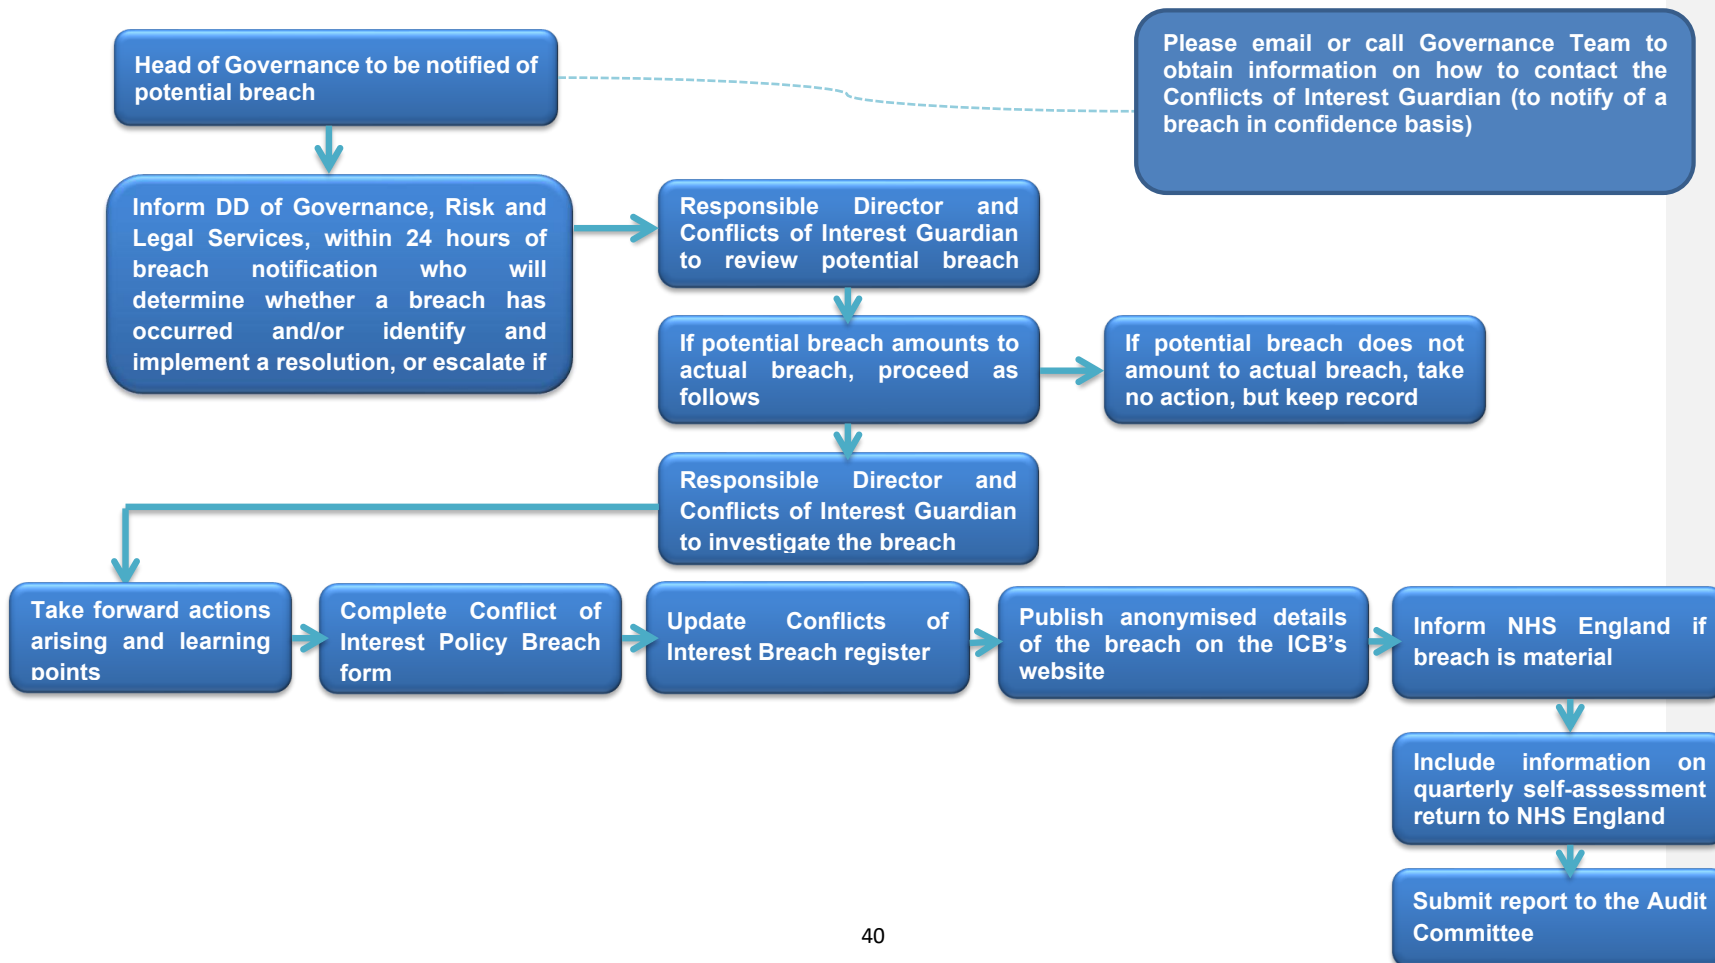 Head of Governance to be notified of
potential breach
Please email or call Governance Team to
obtain information on how to contact the
Conflicts of Interest Guardian (to notify of a
breach in confidence basis)
Inform DD of Governance, Risk and
Legal Services, within 24 hours of
breach notification who will
determine whether a breach has
occurred and/or identify and
implement a resolution, or escalate if
Responsible Director and
Conflicts of Interest Guardian
to review potential breach
If potential breach amounts to
actual breach, proceed as
follows
If potential breach does not
amount to actual breach, take
no action, but keep record
Responsible Director and
Conflicts of Interest Guardian
to investigate the breach
Take forward actions
arising and learning
points
Complete Conflict of
Interest Policy Breach
form
Update Conflicts of
Interest Breach register
Publish anonymised details
of the breach on the ICB's
website
Inform NHS England if
breach is material
Include information on
quarterly self-assessment
return to NHS England
Submit report to the Audit
Committee
40